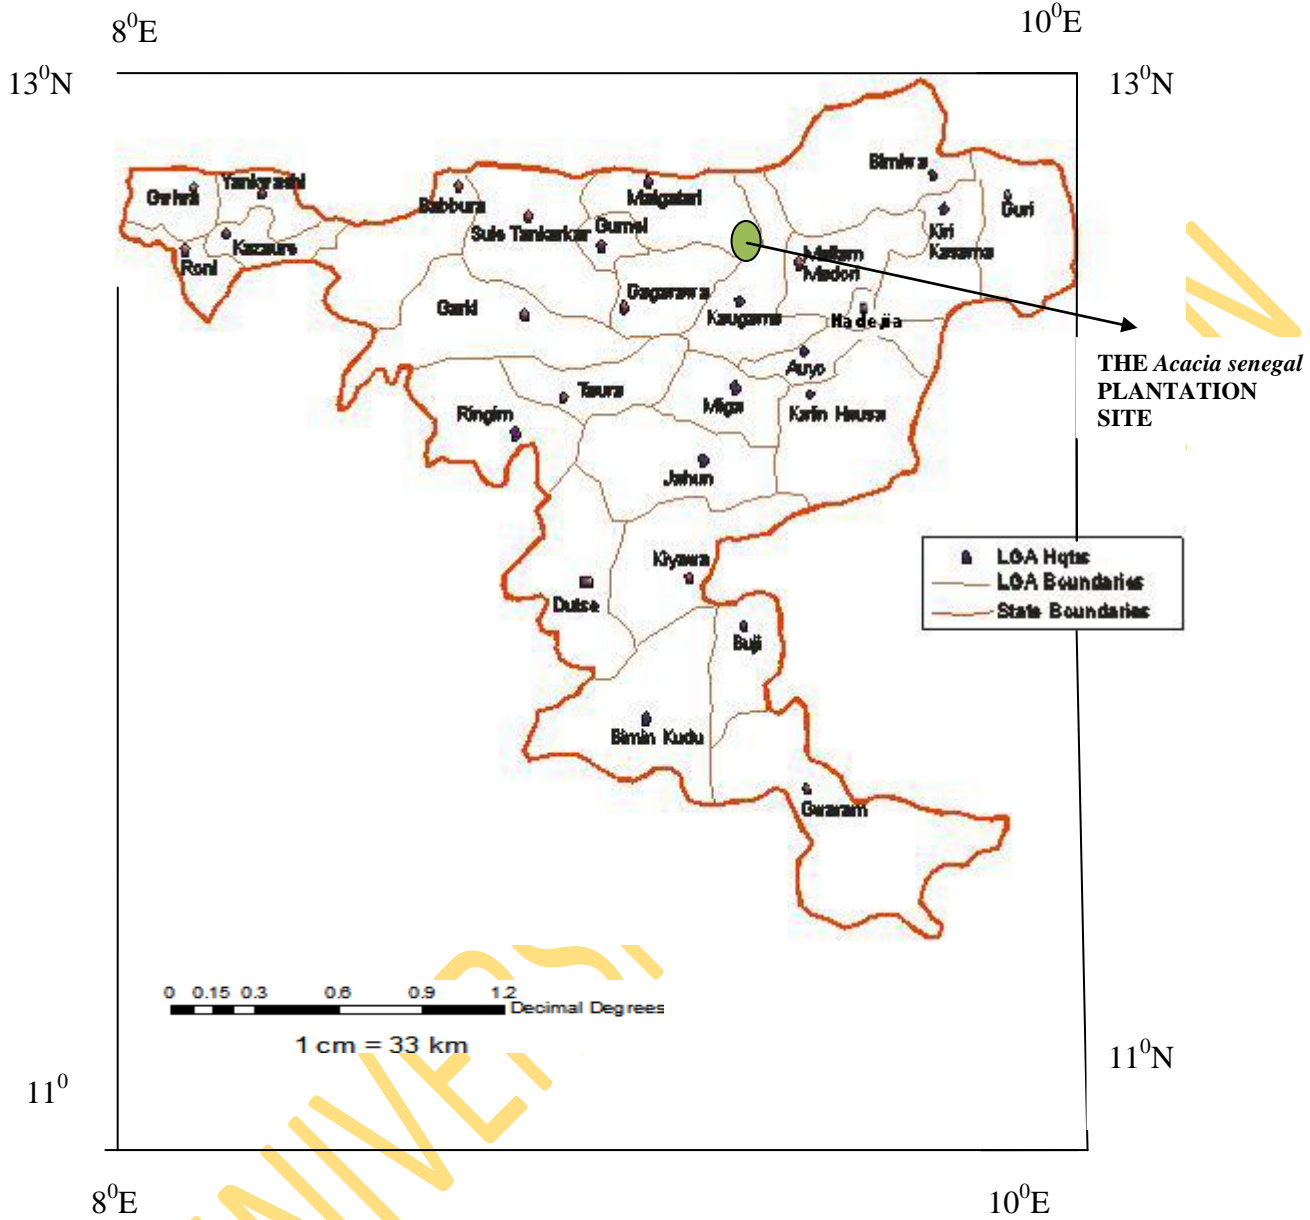 8⁰E
10⁰E
13⁰N
13⁰N
Birniwa
Yankwashi
Gwiwa
Maigatari
Babbura
Guri
Sule Tankarkar
Gumel
Kiri
Kasama
Kazaure
Roni
Mallam
Madori
Gagarawa
Garki
Kaugama
Hadejia
THE Acacia senegal
PLANTATION
SITE
Auyo
Taura
Miga
Kafin Hausa
Ringim
Jahun
LGA Hqtrs
LGA Boundaries
State Boundaries
Kiyawa
Dutse
Buji
Birnin Kudu
Gwaram
0 0.15 0.3 0.6 0.9 1.2
Decimal Degrees
1 cm = 33 km
11⁰N
11⁰
8⁰E
10⁰E